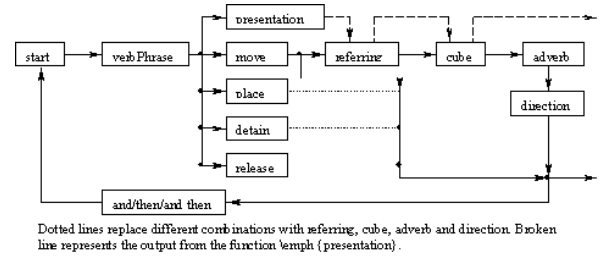 presentation
start
verbPhrase
move
referring
cube
adverb
place
direction
detain
release
and/then/and then
Dotted lines replace different combinations with referring, cube, adverb and direction. Broken
line represents the output from the function \emph {presentation}.